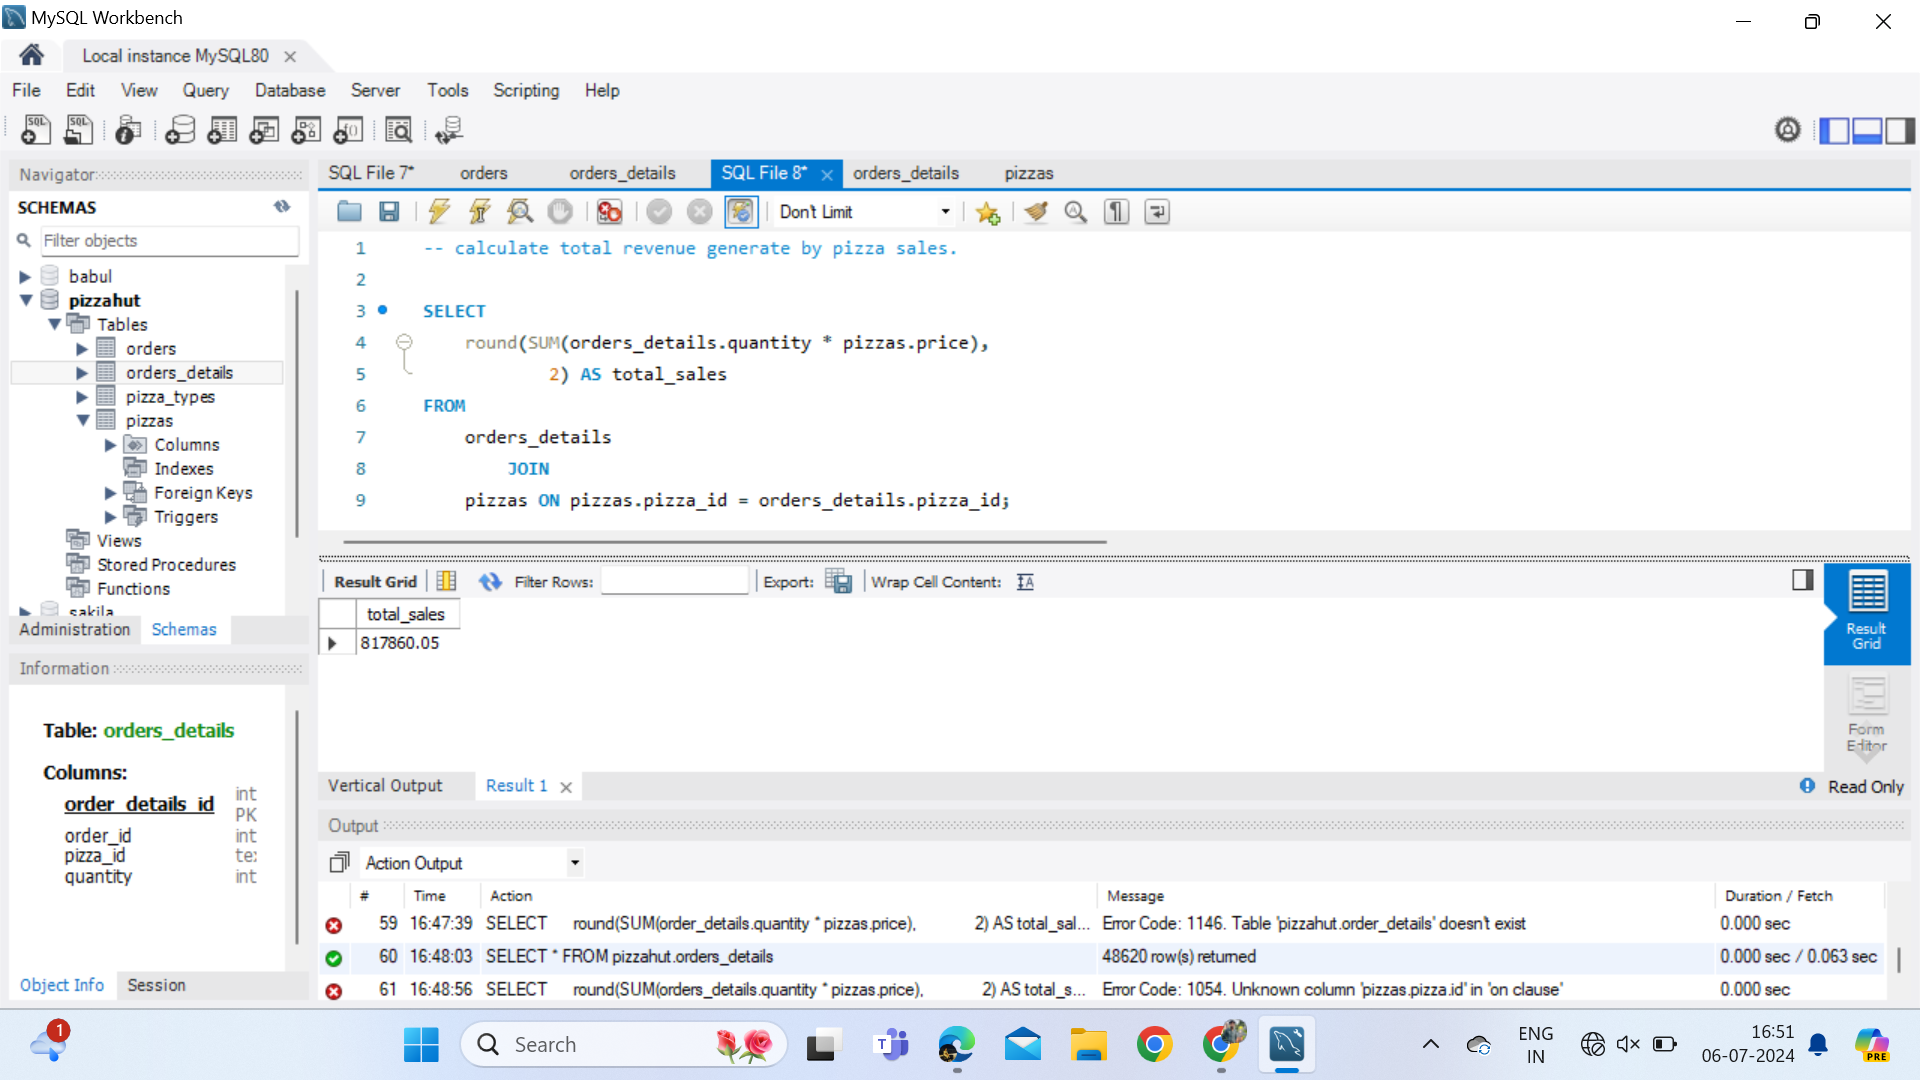 MySQL Workbench
Local instance MySQL80
File Edit View Query Database Server Tools Scripting Help
Navigator
SCHEMAS
Filter objects
babul
pizzahut
Tables
orders
orders_details
pizza_types
pizzas
Columns
Indexes
Foreign Keys
Triggers
Views
Stored Procedures
Functions
sakila
Administration Schemas
Information
Table: orders_details
Columns:
order_details_id int PK
order_id int
pizza_id te
quantity int
Object Info Session
SQL File 7* orders orders_details SQL File 8* orders_details pizzas
Don't Limit
1 -- calculate total revenue generate by pizza sales.
2
3 SELECT
4 round(SUM(orders_details.quantity * pizzas.price),
5 2) AS total_sales
6 FROM
7 orders_details
8 JOIN
9 pizzas ON pizzas.pizza_id = orders_details.pizza_id;
Result Grid Filter Rows: Export: Wrap Cell Content:
total_sales
817860.05
Result Grid
Form Editor
Vertical Output Result 1 Read Only
Output
Action Output
# Time Action Message Duration / Fetch
59 16:47:39 SELECT round(SUM(order_details.quantity * pizzas.price), 2) AS total_sal... Error Code: 1146. Table 'pizzahut.order_details' doesn't exist 0.000 sec
60 16:48:03 SELECT * FROM pizzahut.orders_details 48620 row(s) returned 0.000 sec / 0.063 sec
61 16:48:56 SELECT round(SUM(orders_details.quantity * pizzas.price), 2) AS total_s... Error Code: 1054. Unknown column 'pizzas.pizza.id' in 'on clause' 0.000 sec
1
Search
ENG
IN
16:51
06-07-2024
PRE